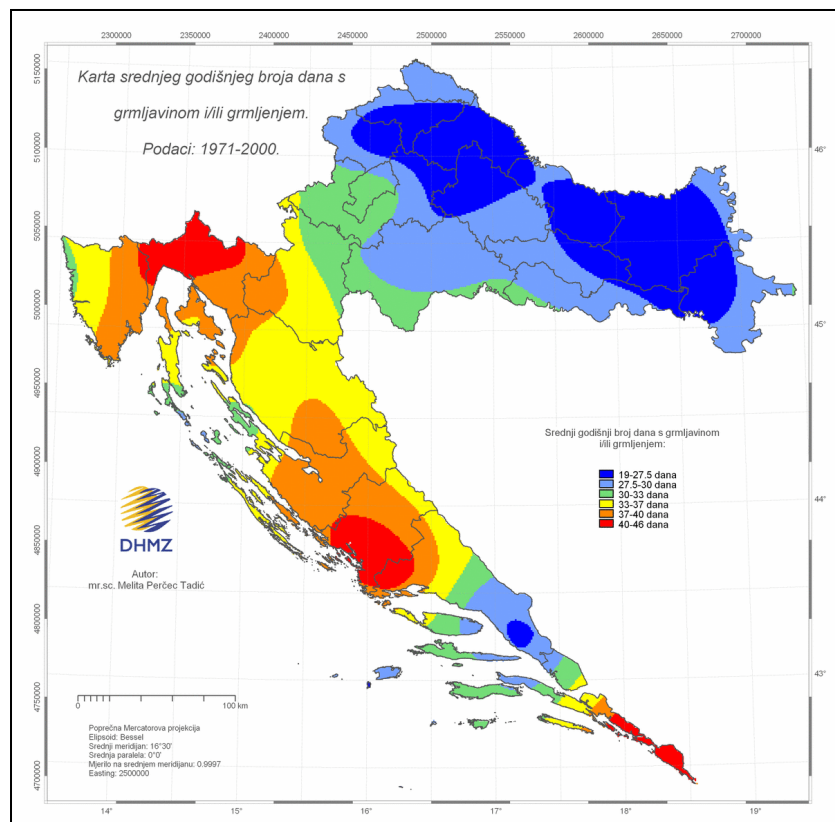 2300000 2350000 2400000 2450000 2500000 2550000 2600000 2650000 2700000
Karta srednjeg godišnjeg broja dana s
grmljavinom i/ili grmljenjem.
Podaci: 1971-2000.
5150000
5100000
5050000
5000000
4950000
4900000
4850000
4800000
4750000
4700000
46°
45°
44°
43°
Srednji godišnji broj dana s grmljavinom
i/ili grmljenjem:
19-27.5 dana
27.5-30 dana
30-33 dana
33-37 dana
37-40 dana
40-46 dana
DHMZ
Autor:
mr.sc. Melita Perčec Tadić
0 100 km
Poprečna Mercatorova projekcija
Elipsoid: Bessel
Srednji meridijan: 16°30'
Srednja paralela: 0°0'
Mjerilo na srednjem meridijanu: 0.9997
Easting: 2500000
14° 15° 16° 17° 18° 19°